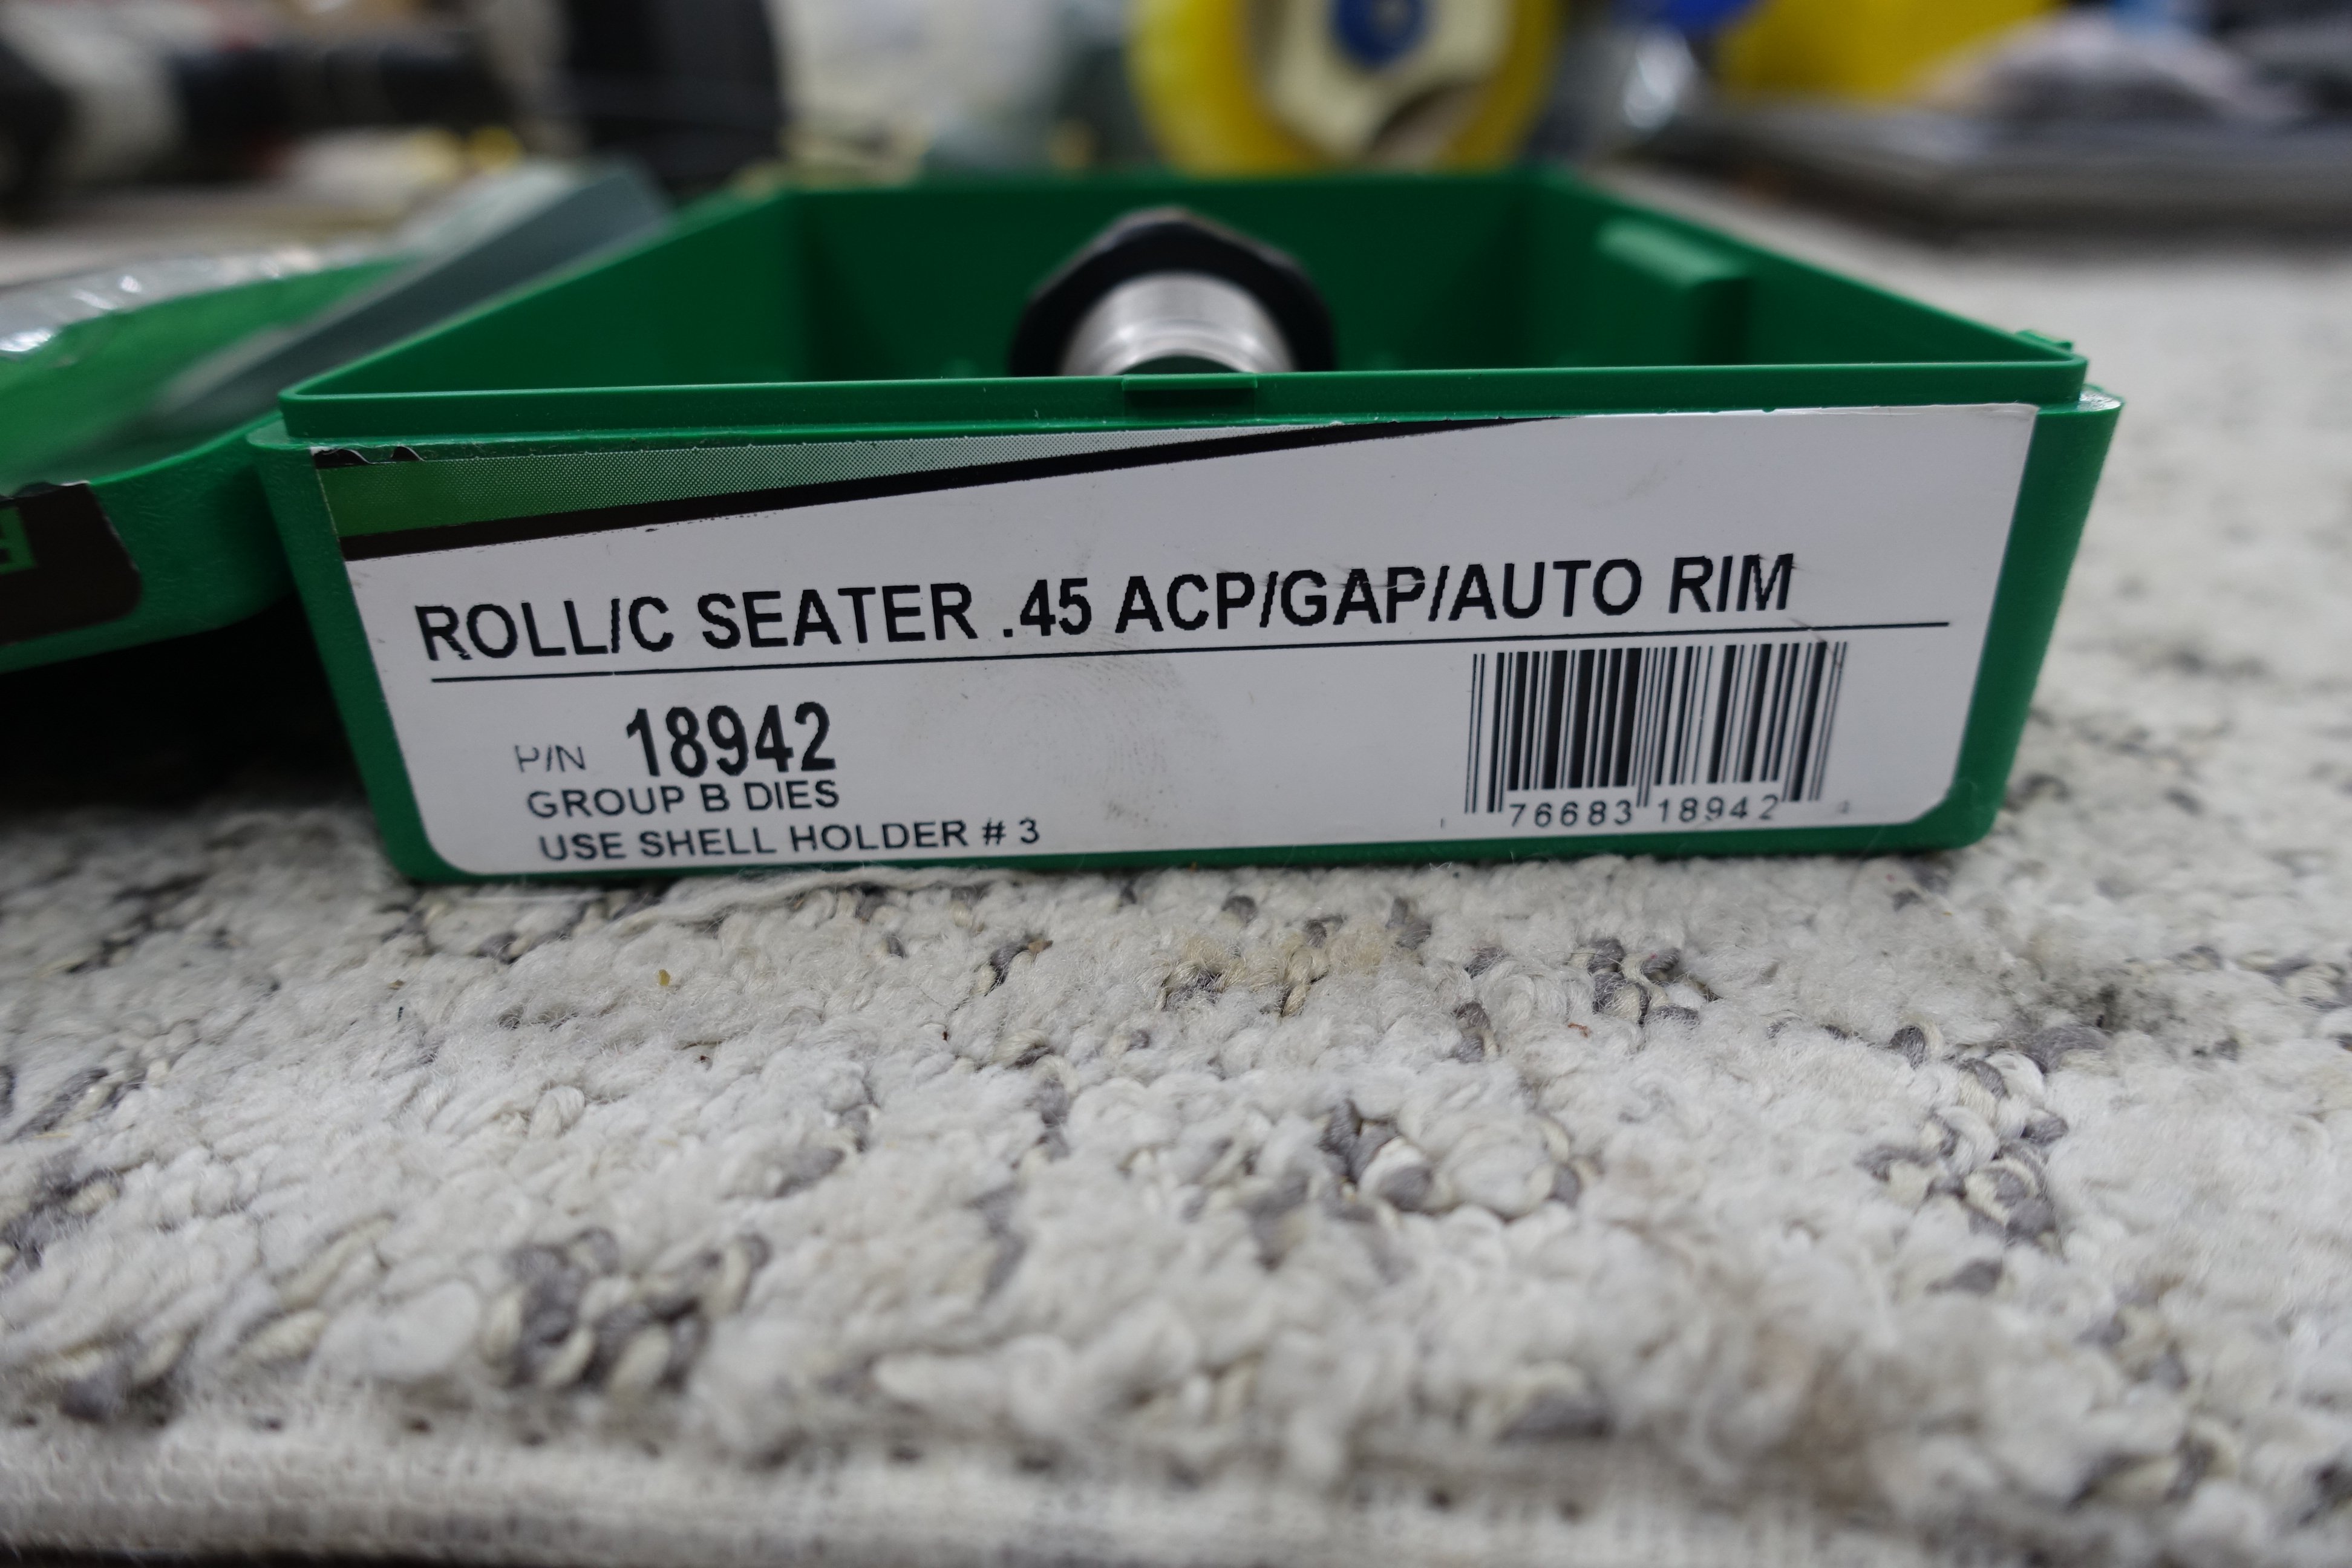 ROLL/C SEATER .45 ACP/GAP/AUTO RIM
P/N 18942
GROUP B DIES
USE SHELL HOLDER # 3
76683 18942